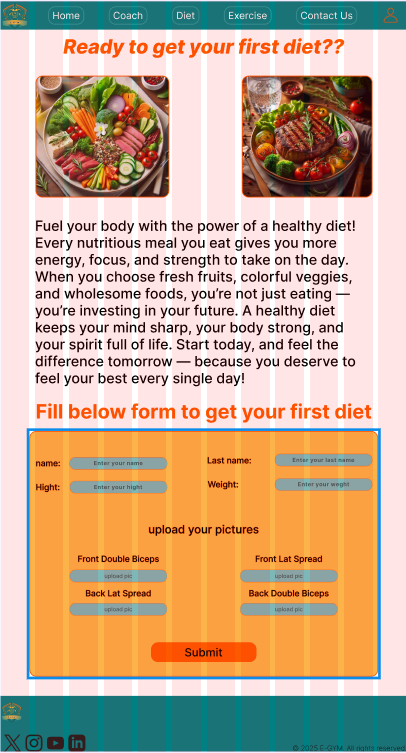 Home Coach Diet Exercise Contact Us
Ready to get your first diet??
Fuel your body with the power of a healthy diet!
Every nutritious meal you eat gives you more
energy, focus, and strength to take on the day.
When you choose fresh fruits, colorful veggies,
and wholesome foods, you're not just eating —
you're investing in your future. A healthy diet
keeps your mind sharp, your body strong, and
your spirit full of life. Start today, and feel the
difference tomorrow — because you deserve to
feel your best every single day!
Fill below form to get your first diet
name: Enter your name
Last name: Enter your last name
Hight: Enter your hight
Weight: Enter your weght
upload your pictures
Front Double Biceps Front Lat Spread
upload pic upload pic
Back Lat Spread Back Double Biceps
upload pic upload pic
Submit
© 2025 E-GYM. All rights reserved